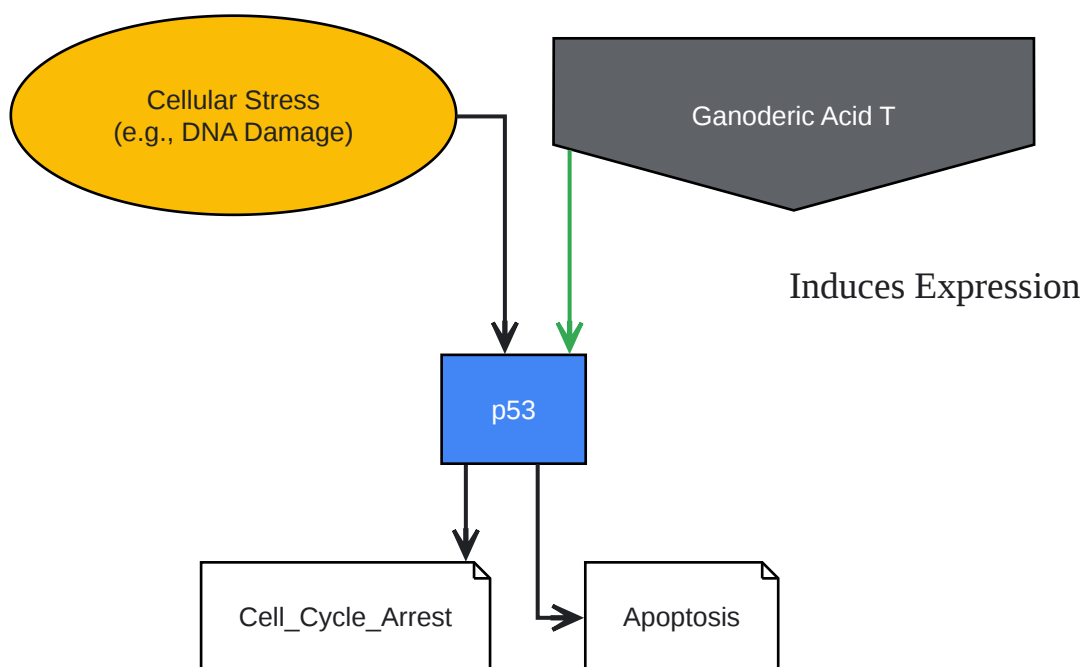 Cellular Stress
(e.g., DNA Damage)
Ganoderic Acid T
Induces Expression
p53
Cell_Cycle_Arrest
Apoptosis